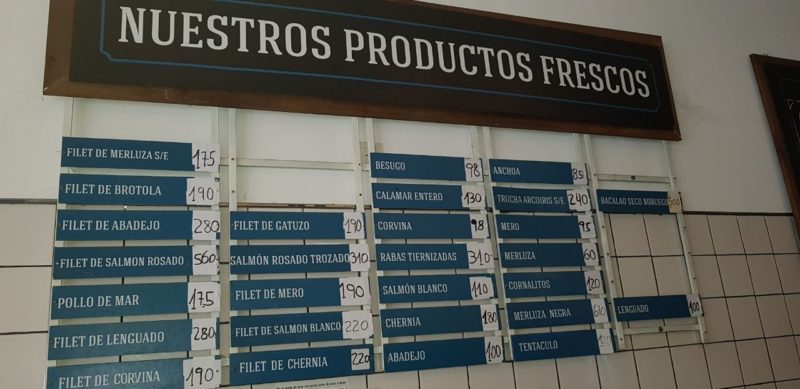 NUESTROS PRODUCTOS FRESCOS
FILET DE MERLUZA S/E 175
FILET DE BROTOLA 190
FILET DE ABADEJO 280
FILET DE SALMON ROSADO 560
POLLO DE MAR 175
FILET DE LENGUADO 280
FILET DE CORVINA 190
FILET DE GATUZO 190
SALMÓN ROSADO TROZADO 310
FILET DE MERO 190
FILET DE SALMON BLANCO 220
FILET DE CHERNIA 220
BESUGO 98
CALAMAR ENTERO 130
CORVINA 98
RABAS TIERNIZADAS 310
SALMÓN BLANCO 110
CHERNIA 180
ABADEJO 100
ANCHOA 85
TRUCHA ARCOIRIS S/E 240
MERO 95
MERLUZA 60
CORNALITOS 120
MERLUZA NEGRA
TENTACULO
BACALAO SECO NORUEGO
LENGUADO 100